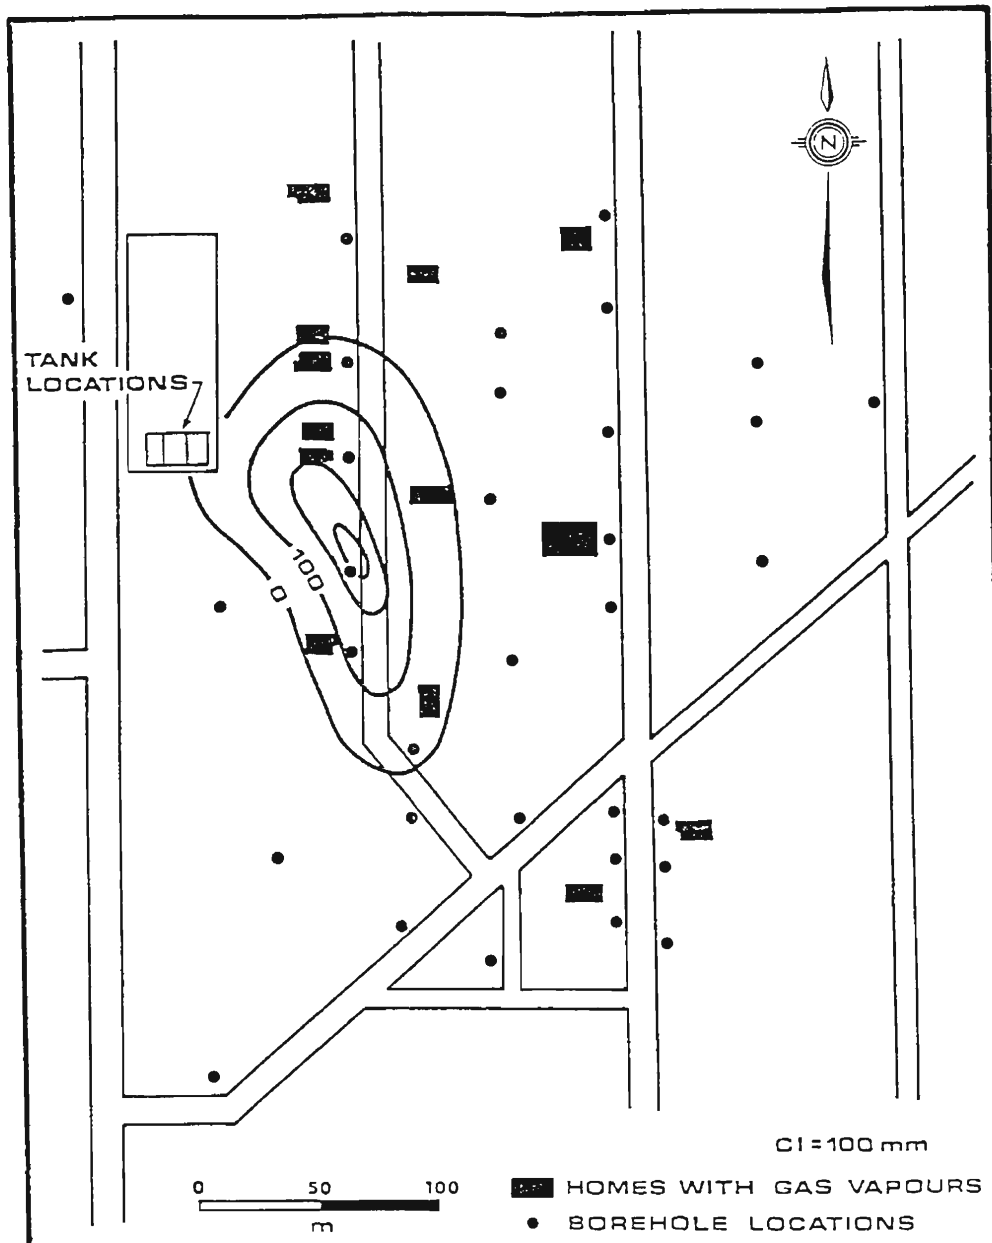 N
TANK
LOCATIONS
100
0
CI=100 mm
0 50 100
m
HOMES WITH GAS VAPOURS
BOREHOLE LOCATIONS